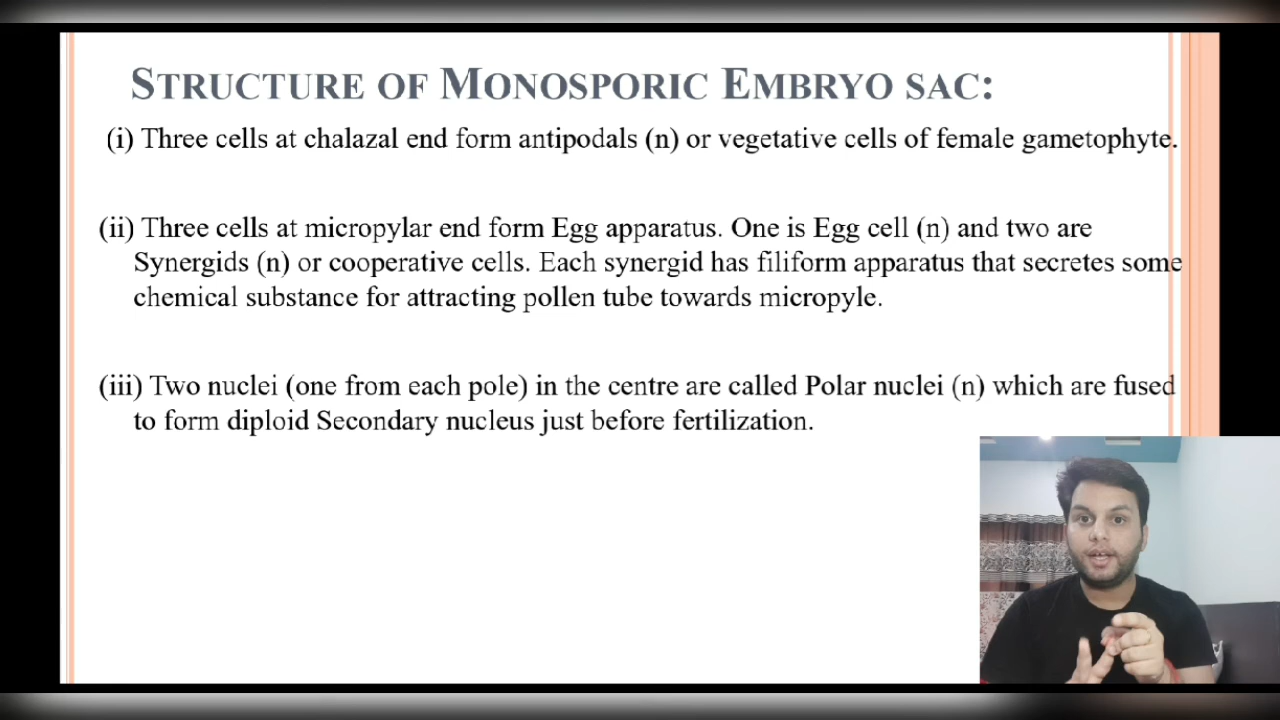 STRUCTURE OF MONOSPORIC EMBRYO SAC:
(i) Three cells at chalazal end form antipodals (n) or vegetative cells of female gametophyte.
(ii) Three cells at micropylar end form Egg apparatus. One is Egg cell (n) and two are
Synergids (n) or cooperative cells. Each synergid has filiform apparatus that secretes some
chemical substance for attracting pollen tube towards micropyle.
(iii) Two nuclei (one from each pole) in the centre are called Polar nuclei (n) which are fused
to form diploid Secondary nucleus just before fertilization.